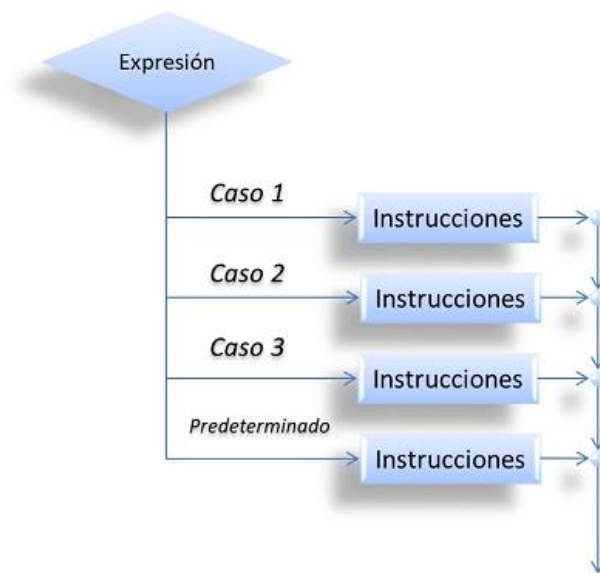 Expresión
Caso 1
Instrucciones
Caso 2
Instrucciones
Caso 3
Instrucciones
Predeterminado
Instrucciones